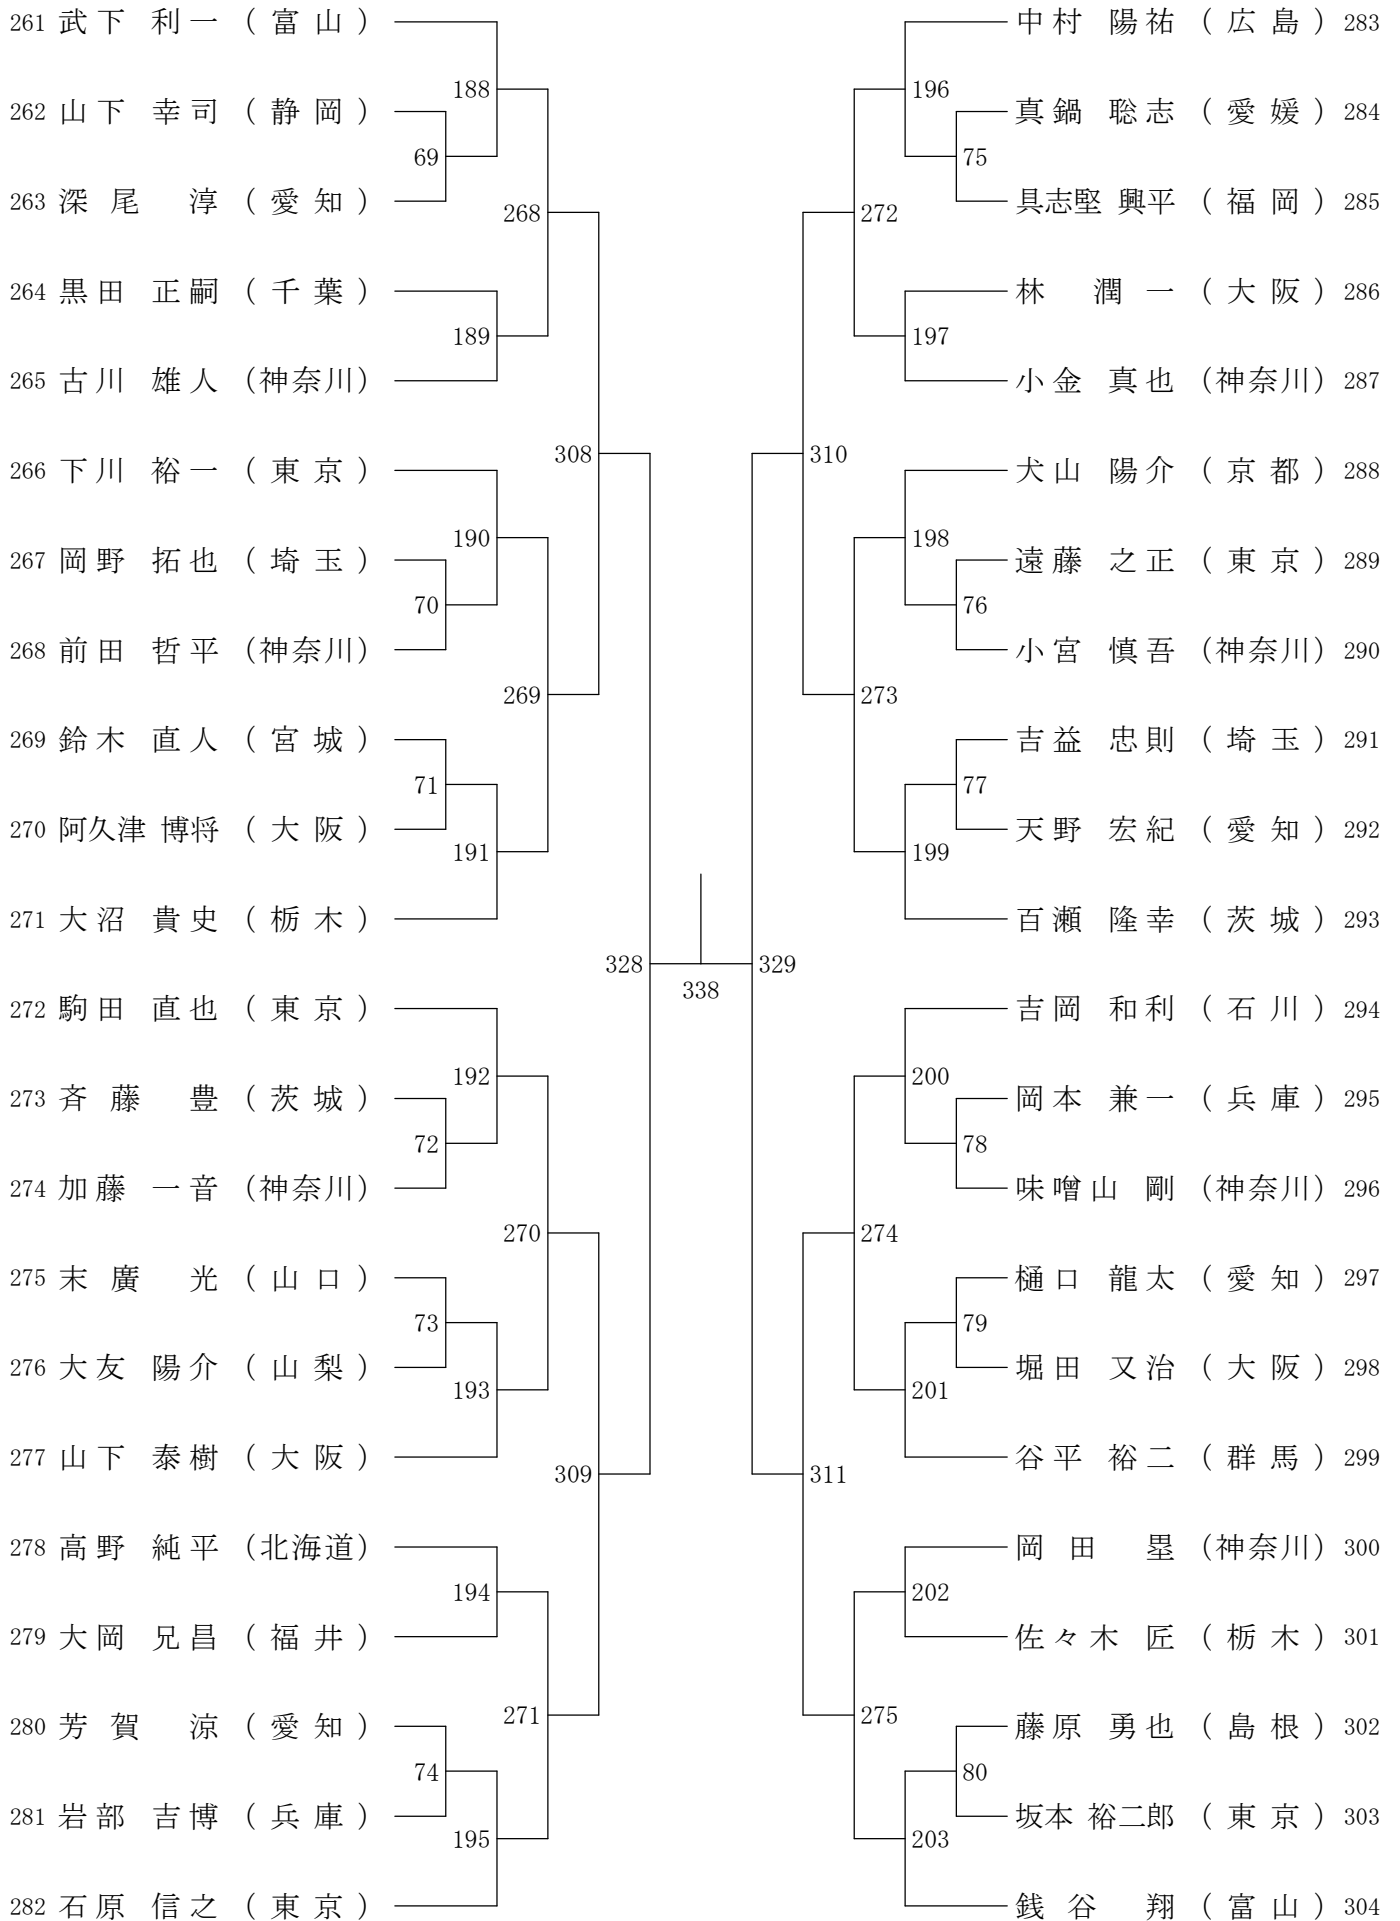 261 武下 利一 (富山)
188
262 山下 幸司 (静岡)
69
263 深尾 淳 (愛知)
268
264 黒田 正嗣 (千葉)
189
265 古川 雄人 (神奈川)
308
266 下川 裕一 (東京)
190
267 岡野 拓也 (埼玉)
70
268 前田 哲平 (神奈川)
269
269 鈴木 直人 (宮城)
71
270 阿久津 博将 (大阪)
191
271 大沼 貴史 (栃木)
328
272 駒田 直也 (東京)
192
273 斉藤 豊 (茨城)
72
274 加藤 一音 (神奈川)
270
275 末廣 光 (山口)
73
276 大友 陽介 (山梨)
193
277 山下 泰樹 (大阪)
309
278 高野 純平 (北海道)
194
279 大岡 兄昌 (福井)
271
280 芳賀 涼 (愛知)
74
281 岩部 吉博 (兵庫)
195
282 石原 信之 (東京)
338
中村 陽祐 (広島) 283
196
真鍋 聡志 (愛媛) 284
75
具志堅 興平 (福岡) 285
272
林 潤一 (大阪) 286
197
小金 真也 (神奈川) 287
310
犬山 陽介 (京都) 288
198
遠藤 之正 (東京) 289
76
小宮 慎吾 (神奈川) 290
273
吉益 忠則 (埼玉) 291
77
天野 宏紀 (愛知) 292
199
百瀬 隆幸 (茨城) 293
329
吉岡 和利 (石川) 294
200
岡本 兼一 (兵庫) 295
78
味噌山 剛 (神奈川) 296
274
樋口 龍太 (愛知) 297
79
堀田 又治 (大阪) 298
201
谷平 裕二 (群馬) 299
311
岡田 塁 (神奈川) 300
202
佐々木 匠 (栃木) 301
275
藤原 勇也 (島根) 302
80
坂本 裕二郎 (東京) 303
203
銭谷 翔 (富山) 304